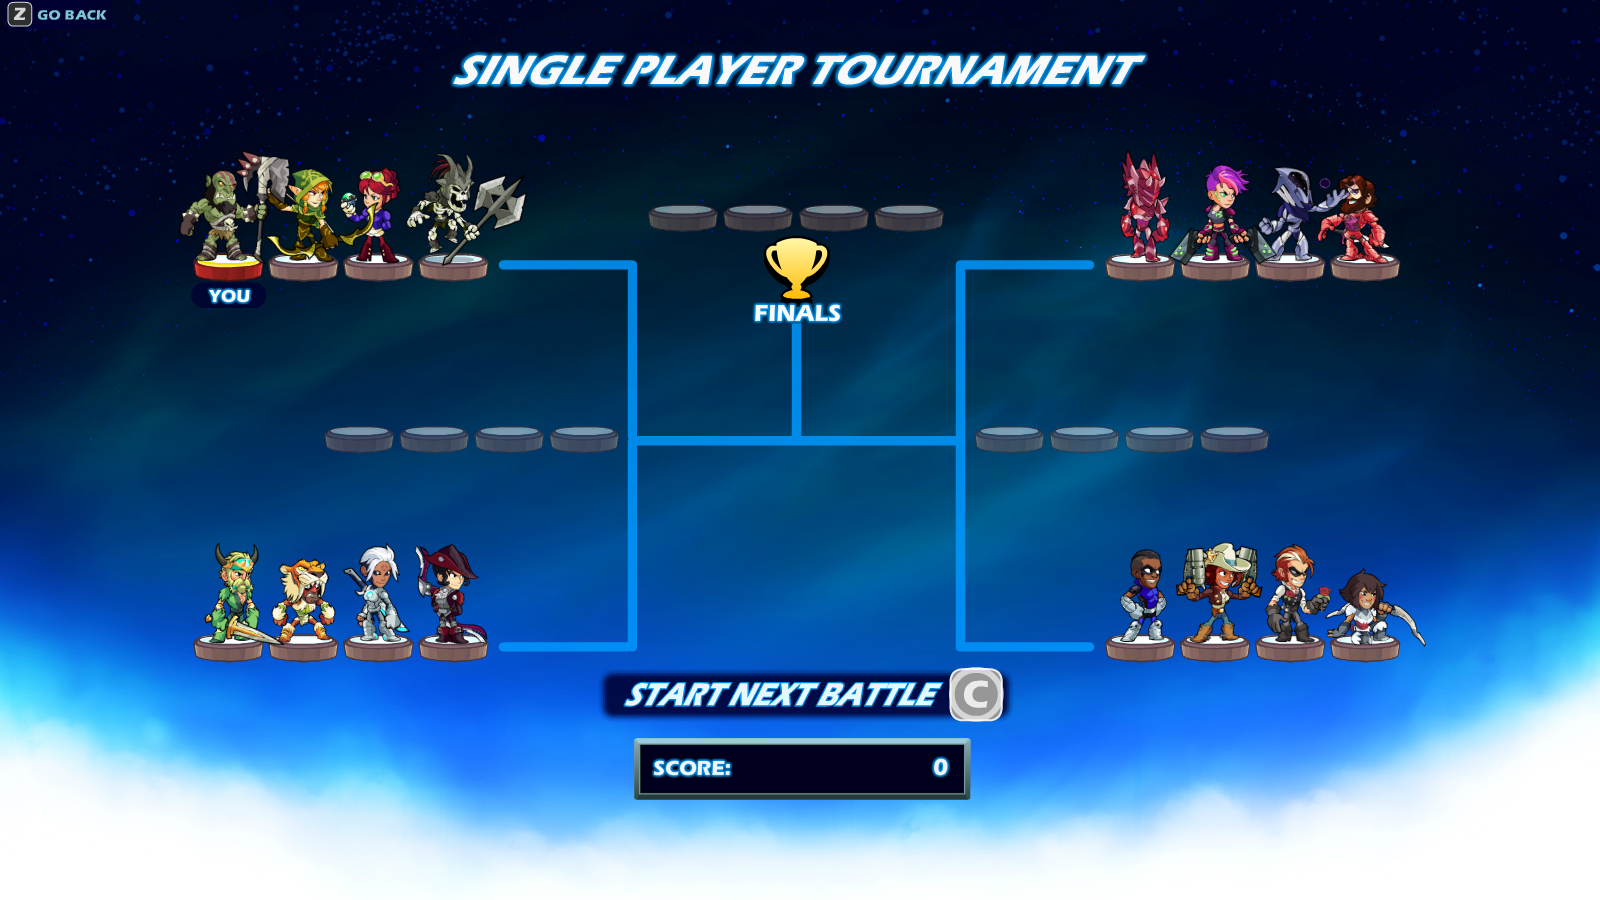 Z GO BACK
SINGLE PLAYER TOURNAMENT
YOU
FINALS
START NEXT BATTLE C
SCORE: 0